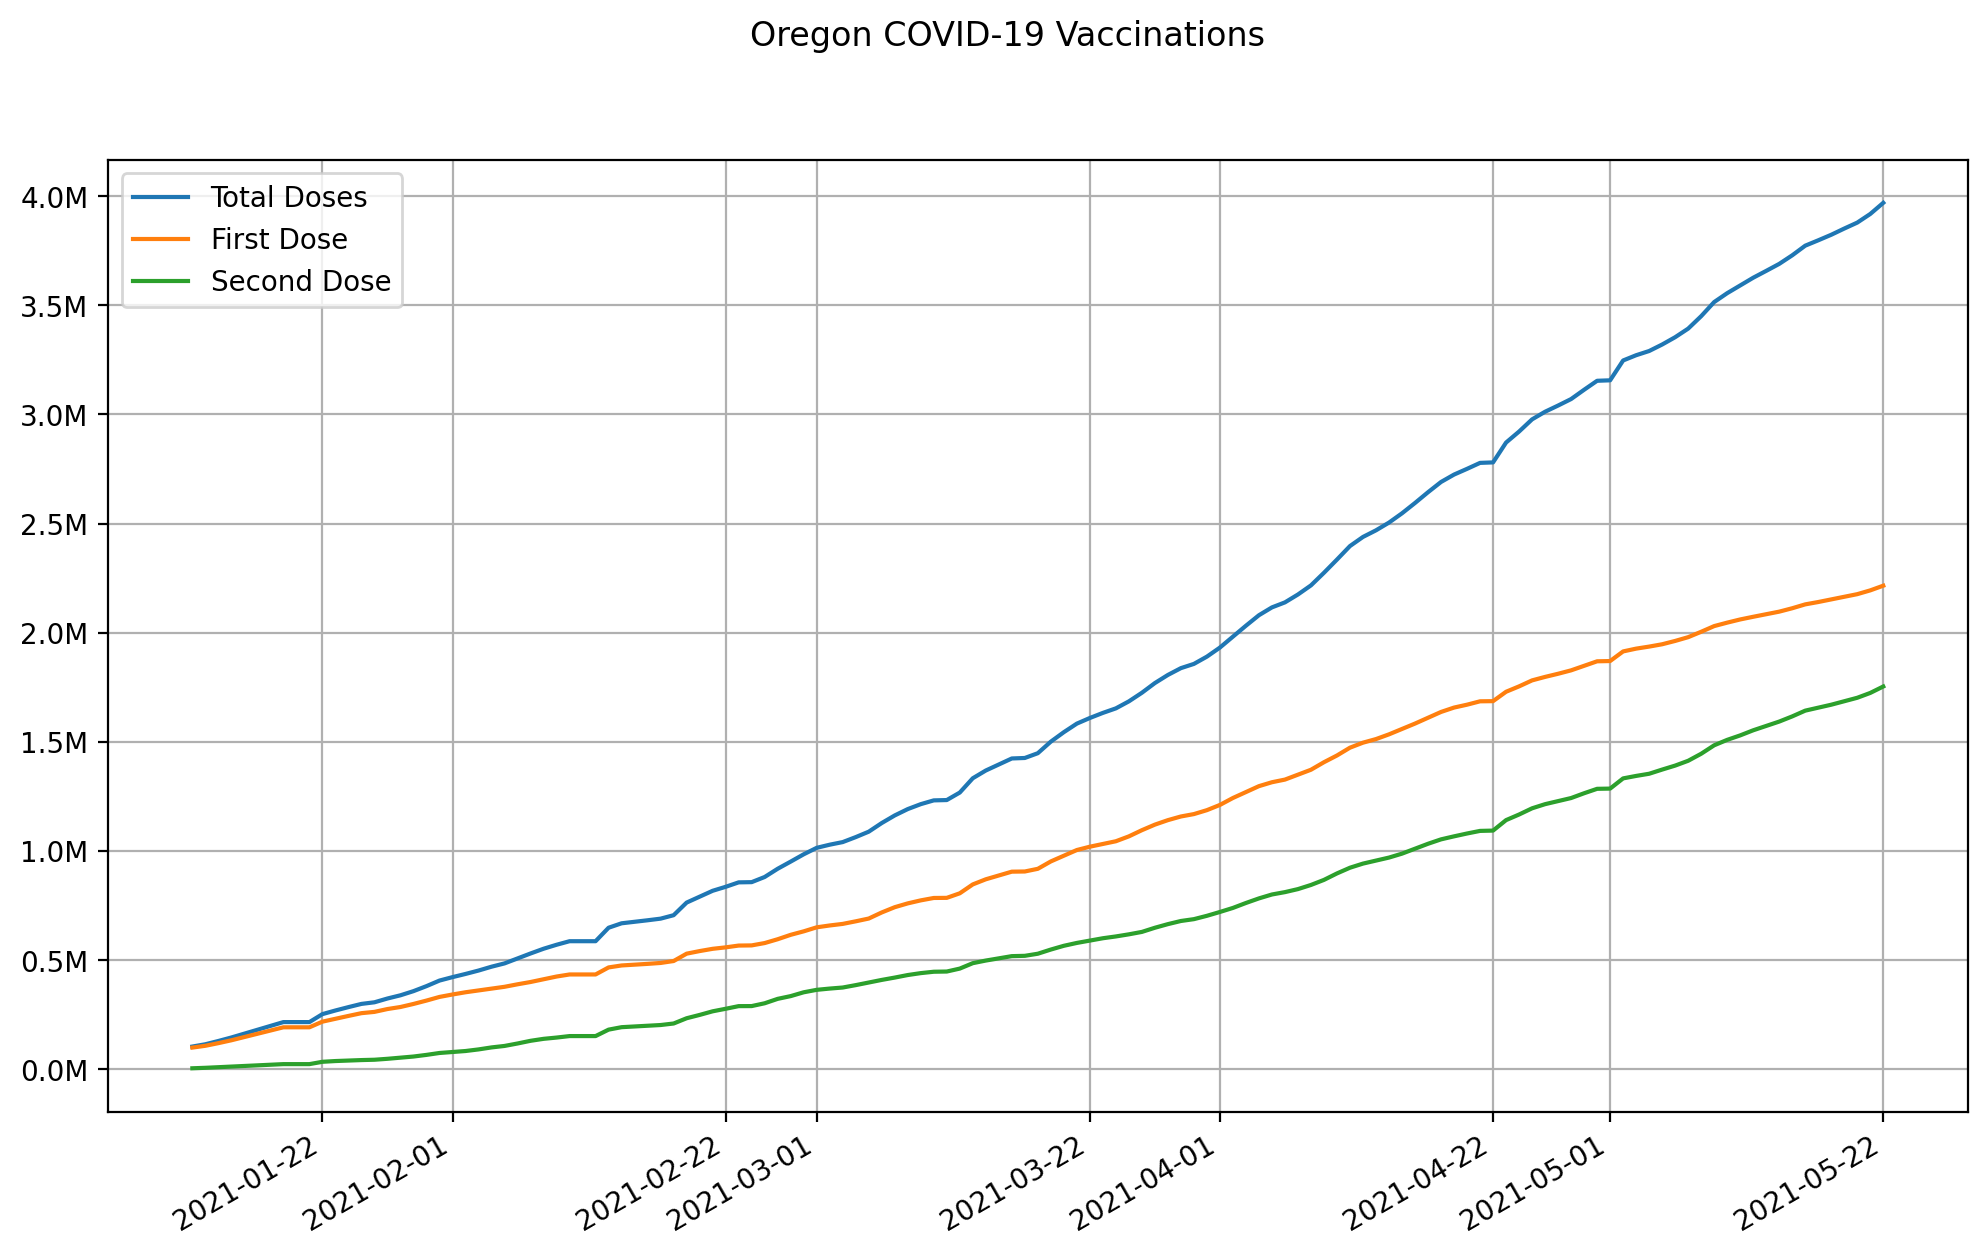 Oregon COVID-19 Vaccinations
4.0M
3.5M
3.0M
2.5M
2.0M
1.5M
1.0M
0.5M
0.0M
Total Doses
First Dose
Second Dose
2021-01-22
2021-02-01
2021-02-22
2021-03-01
2021-03-22
2021-04-01
2021-04-22
2021-05-01
2021-05-22